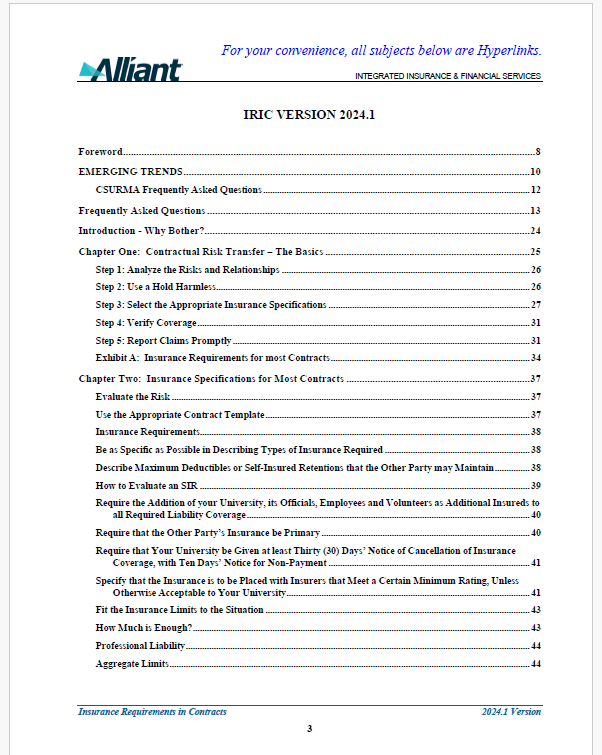 For your convenience, all subjects below are Hyperlinks.
Alliant
INTEGRATED INSURANCE & FINANCIAL SERVICES
IRIC VERSION 2024.1
Foreword 8
EMERGING TRENDS 10
CSURMA Frequently Asked Questions 12
Frequently Asked Questions 13
Introduction - Why Bother? 24
Chapter One: Contractual Risk Transfer – The Basics 25
Step 1: Analyze the Risks and Relationships 26
Step 2: Use a Hold Harmless 26
Step 3: Select the Appropriate Insurance Specifications 27
Step 4: Verify Coverage 31
Step 5: Report Claims Promptly 31
Exhibit A: Insurance Requirements for most Contracts 34
Chapter Two: Insurance Specifications for Most Contracts 37
Evaluate the Risk 37
Use the Appropriate Contract Template 37
Insurance Requirements 38
Be as Specific as Possible in Describing Types of Insurance Required 38
Describe Maximum Deductibles or Self-Insured Retentions that the Other Party may Maintain 38
How to Evaluate an SIR 39
Require the Addition of your University, its Officials, Employees and Volunteers as Additional Insureds to
all Required Liability Coverage 40
Require that the Other Party's Insurance be Primary 40
Require that Your University be Given at least Thirty (30) Days' Notice of Cancellation of Insurance
Coverage, with Ten Days' Notice for Non-Payment 41
Specify that the Insurance is to be Placed with Insurers that Meet a Certain Minimum Rating, Unless
Otherwise Acceptable to Your University 41
Fit the Insurance Limits to the Situation 43
How Much is Enough? 43
Professional Liability 44
Aggregate Limits 44
Insurance Requirements in Contracts 2024.1 Version
3